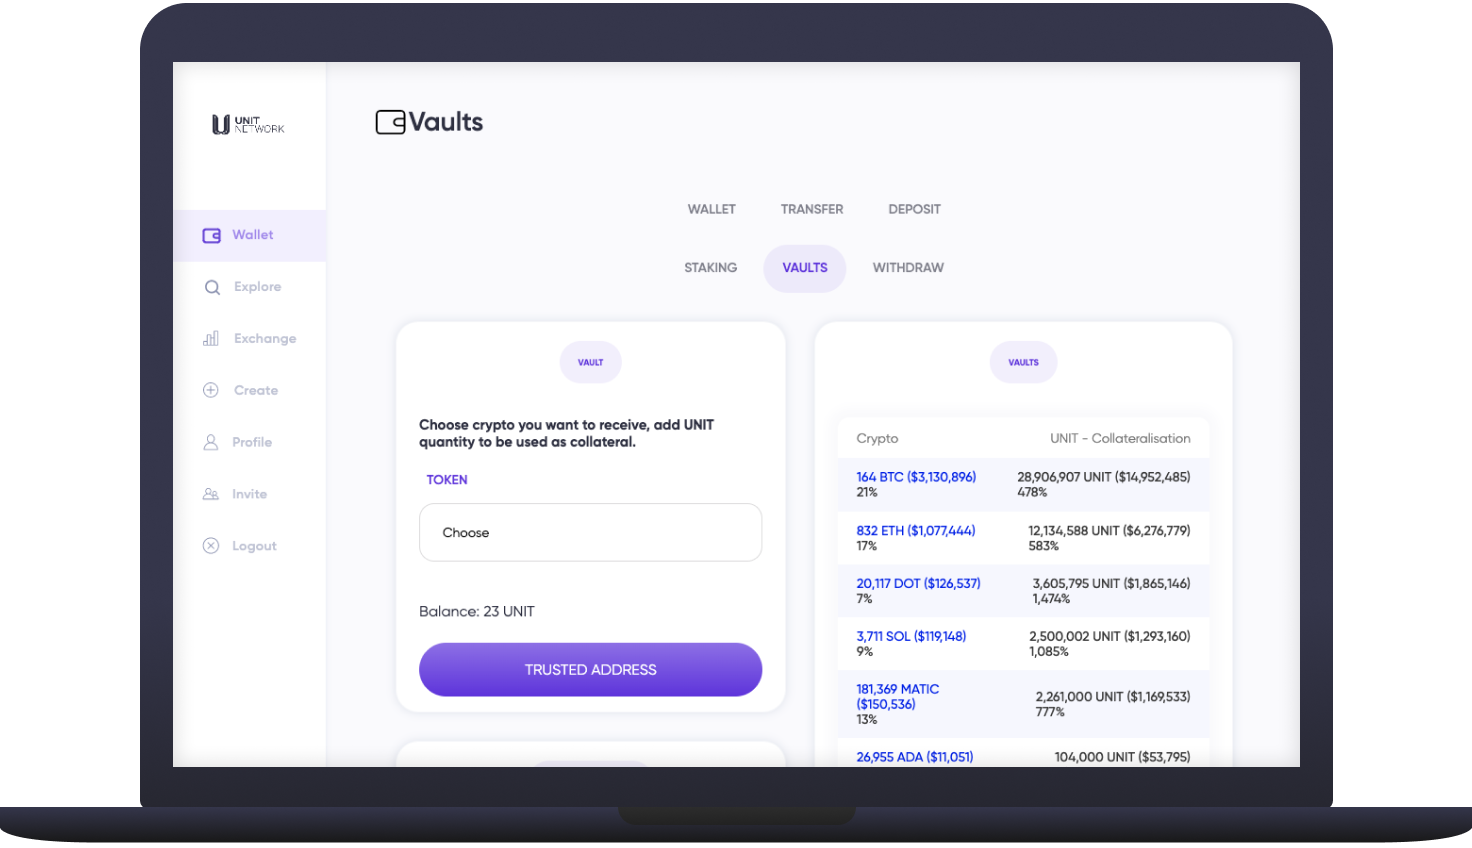 UNIT
NETWORK
Wallet
Explore
Exchange
Create
Profile
Invite
Logout
Vaults
WALLET TRANSFER DEPOSIT
STAKING VAULTS WITHDRAW
VAULT
Choose crypto you want to receive, add UNIT
quantity to be used as collateral.
TOKEN
Choose
Balance: 23 UNIT
TRUSTED ADDRESS
VAULTS
Crypto UNIT - Collateralisation
164 BTC ($3,130,896) 28,906,907 UNIT ($14,952,485)
21% 478%
832 ETH ($1,077,444) 12,134,588 UNIT ($6,276,779)
17% 583%
20,117 DOT ($126,537) 3,605,795 UNIT ($1,865,146)
7% 1,474%
3,711 SOL ($119,148) 2,500,002 UNIT ($1,293,160)
9% 1,085%
181,369 MATIC
($150,536) 2,261,000 UNIT ($1,169,533)
13% 777%
26,955 ADA ($11,051) 104,000 UNIT ($53,795)